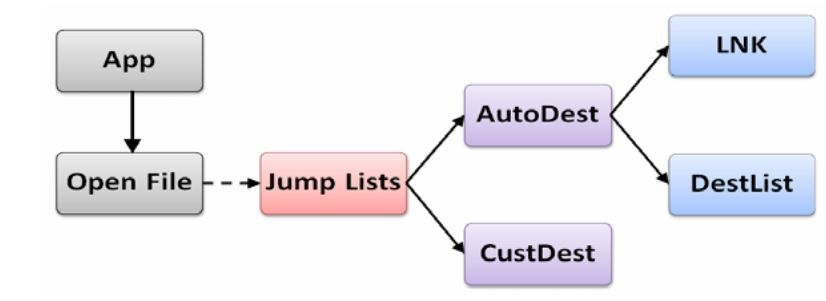 App
Open File
Jump Lists
AutoDest
CustDest
LNK
DestList